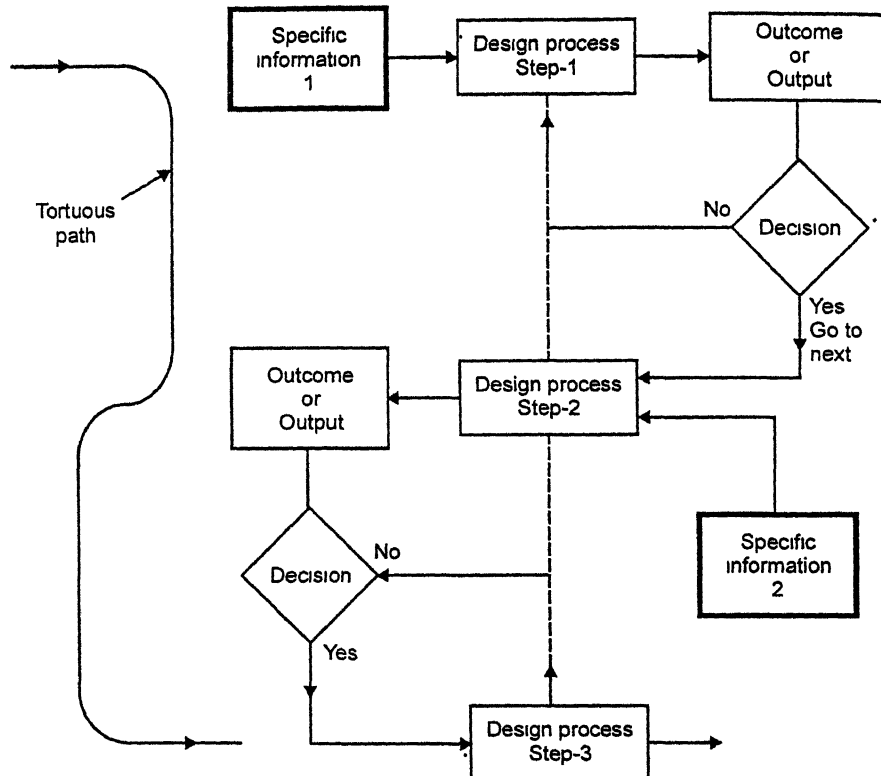 Specific
information
1
Design process
Step-1
Outcome
or
Output
Tortuous
path
No
Decision
Yes
Go to
next
Outcome
or
Output
Design process
Step-2
No
Decision
Specific
information
2
Yes
Design process
Step-3